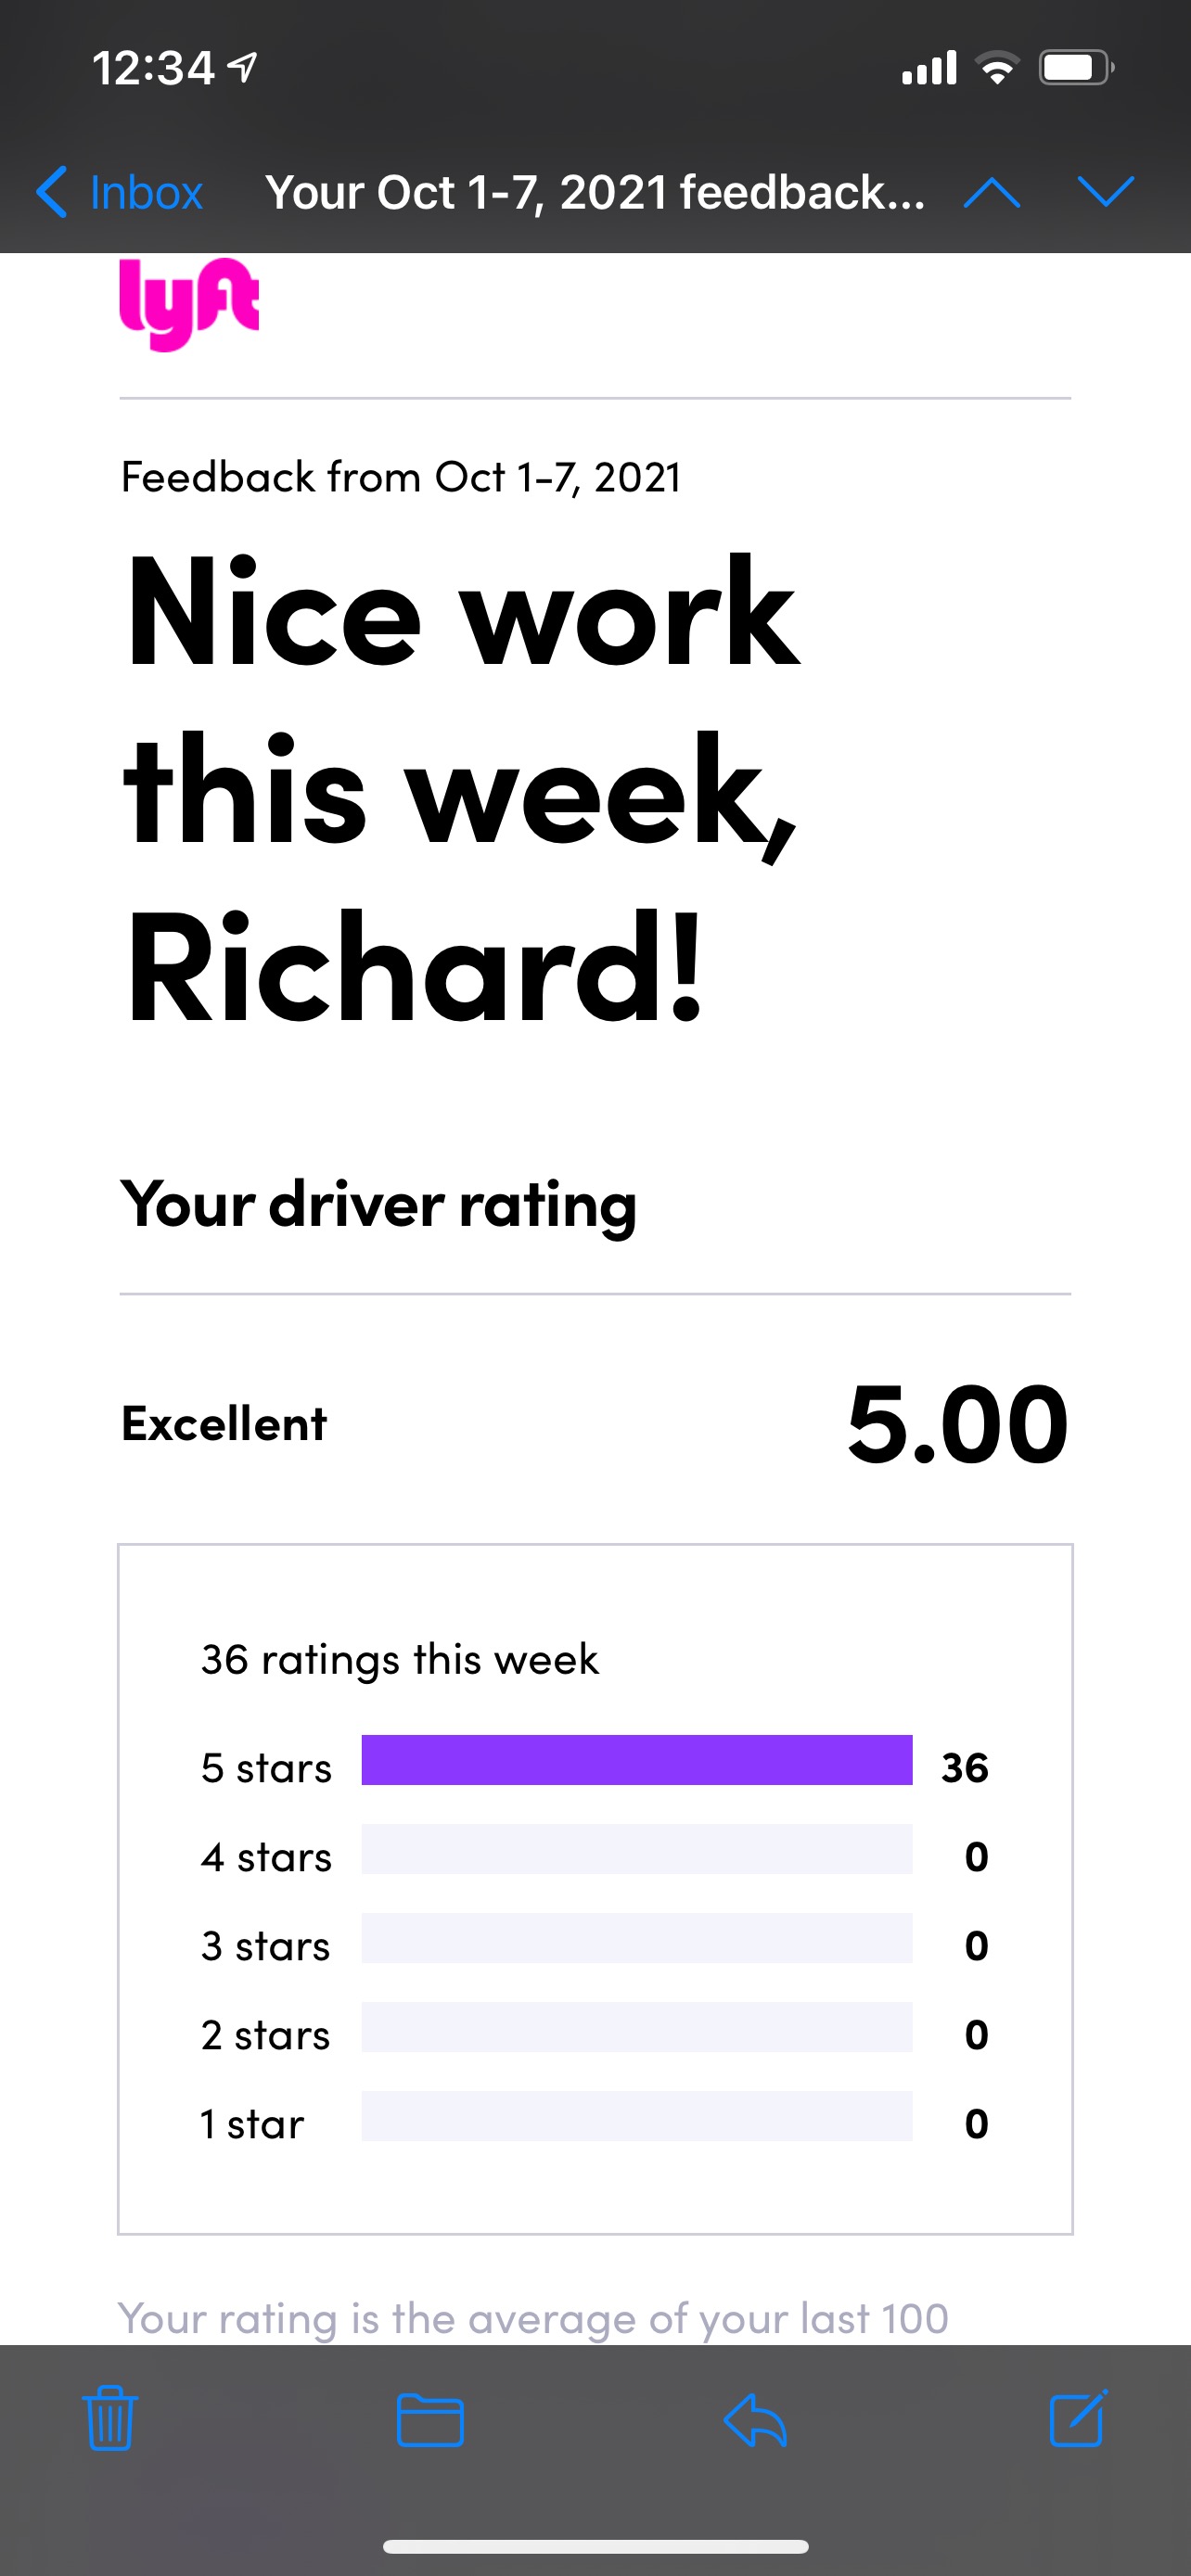 12:34
Inbox Your Oct 1-7, 2021 feedback...
lyft
Feedback from Oct 1-7, 2021
Nice work
this week,
Richard!
Your driver rating
Excellent 5.00
36 ratings this week
5 stars 36
4 stars 0
3 stars 0
2 stars 0
1 star 0
Your rating is the average of your last 100